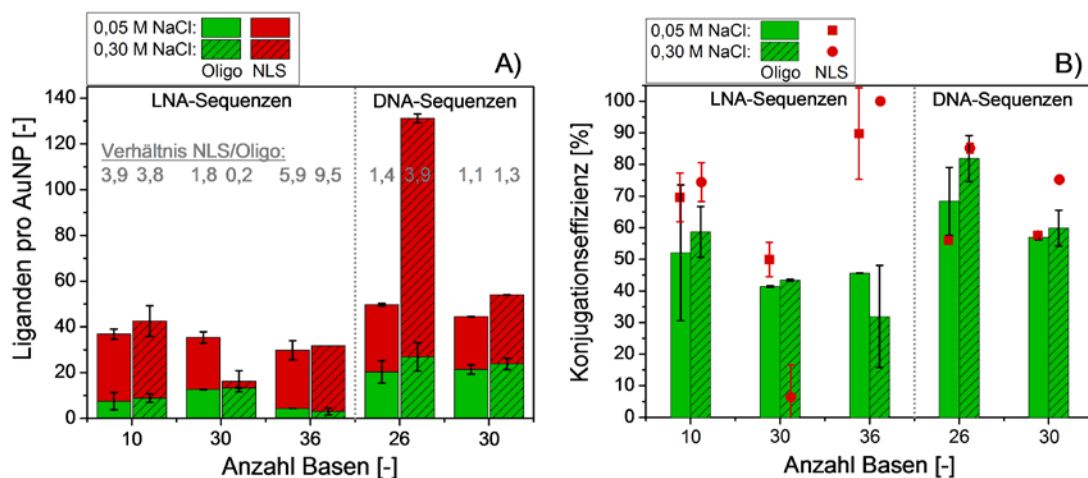 0,05 M NaCl:
0,30 M NaCl:
Oligo NLS
A)
LNA-Sequenzen DNA-Sequenzen
Verhältnis NLS/Oligo:
3,9 3,8 1,8 0,2 5,9 9,5 1,4 3,9 1,1 1,3
Liganden pro AuNP [-]
140
120
100
80
60
40
20
0
10 30 36 26 30
Anzahl Basen [-]
0,05 M NaCl:
0,30 M NaCl:
Oligo NLS
B)
LNA-Sequenzen DNA-Sequenzen
Konjugationseffizienz [%]
100
90
80
70
60
50
40
30
20
10
0
10 30 36 26 30
Anzahl Basen [-]